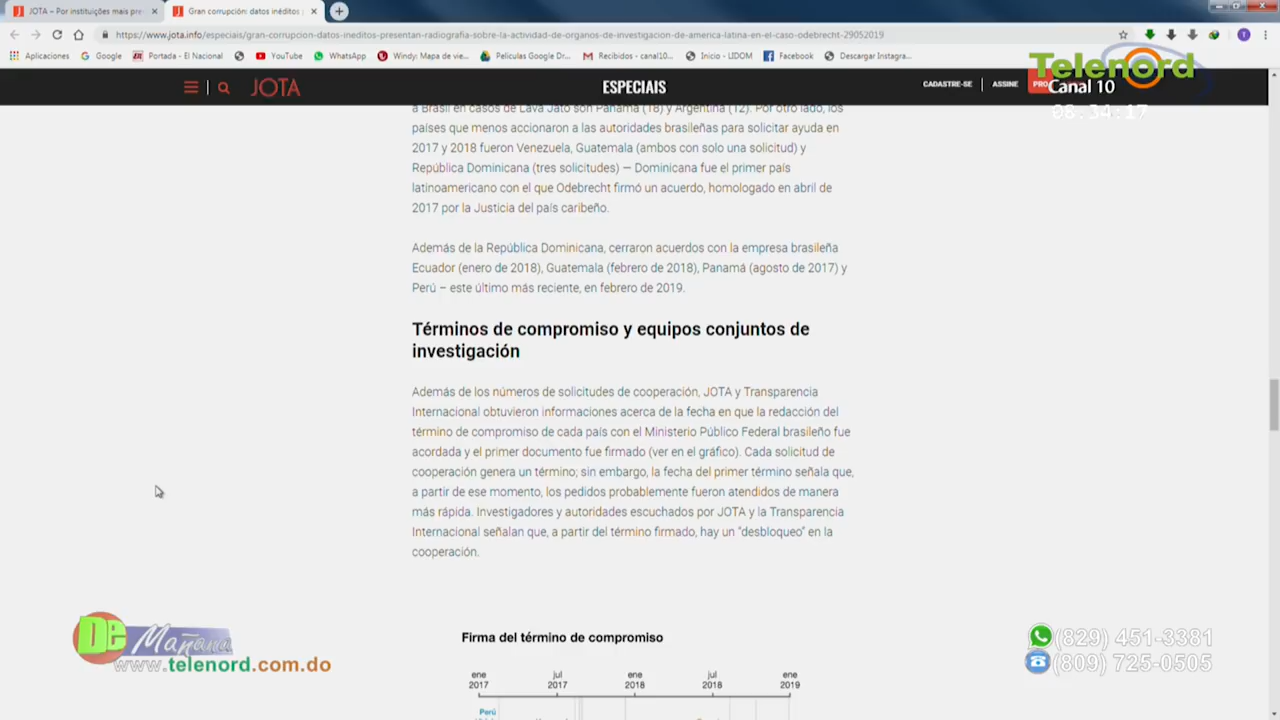 JOTA – Por instituições mais pre
Gran corrupción: datos inéditos
https://www.jota.info/especiais/gran-corrupcion-datos-ineditos-presentan-radiografia-sobre-la-actividad-de-organos-de-investigacion-de-america-latina-en-el-caso-odebrecht-29052019
Aplicaciones
Google
Portada - El Nacional
YouTube
WhatsApp
Windy: Mapa de vie...
Películas Google Dr...
Recibidos - canal10...
Inicio - LIDOM
Facebook
Descargar Instagra...
JOTA
ESPECIAIS
CADASTRE-SE
ASSINE
PRO
Telenord
Canal 10
08:34:17
a Brasil en casos de Lava Jato son Panamá (18) y Argentina (12). Por otro lado, los
países que menos accionaron a las autoridades brasileñas para solicitar ayuda en
2017 y 2018 fueron Venezuela, Guatemala (ambos con solo una solicitud) y
República Dominicana (tres solicitudes) — Dominicana fue el primer país
latinoamericano con el que Odebrecht firmó un acuerdo, homologado en abril de
2017 por la Justicia del país caribeño.
Además de la República Dominicana, cerraron acuerdos con la empresa brasileña
Ecuador (enero de 2018), Guatemala (febrero de 2018), Panamá (agosto de 2017) y
Perú – este último más reciente, en febrero de 2019.
Términos de compromiso y equipos conjuntos de
investigación
Además de los números de solicitudes de cooperación, JOTA y Transparencia
Internacional obtuvieron informaciones acerca de la fecha en que la redacción del
término de compromiso de cada país con el Ministerio Público Federal brasileño fue
acordada y el primer documento fue firmado (ver en el gráfico). Cada solicitud de
cooperación genera un término; sin embargo, la fecha del primer término señala que,
a partir de ese momento, los pedidos probablemente fueron atendidos de manera
más rápida. Investigadores y autoridades escuchados por JOTA y la Transparencia
Internacional señalan que, a partir del término firmado, hay un “desbloqueo” en la
cooperación.
Firma del término de compromiso
ene jul ene jul ene
2017 2017 2018 2018 2019
Perú
De Mañana
www.telenord.com.do
(829) 451-3381
(809) 725-0505